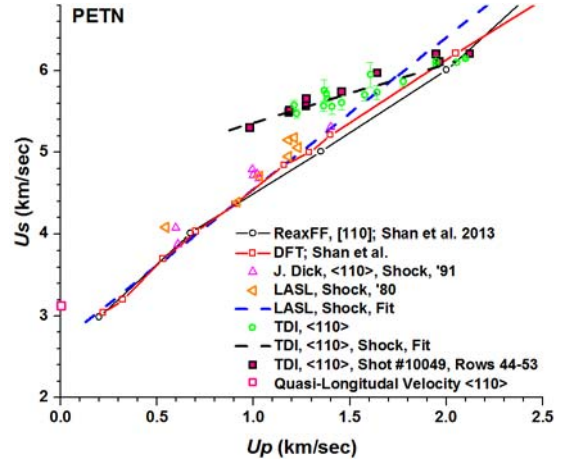 PETN
6
5
4
3
2
Us (km/sec)
ReaxFF, [110]; Shan et al. 2013
DFT; Shan et al.
J. Dick, <110>, Shock, '91
LASL, Shock, '80
LASL, Shock, Fit
TDI, <110>
TDI, <110>, Shock, Fit
TDI, <110>, Shot #10049, Rows 44-53
Quasi-Longitudal Velocity <110>
0.0 0.5 1.0 1.5 2.0 2.5
Up (km/sec)